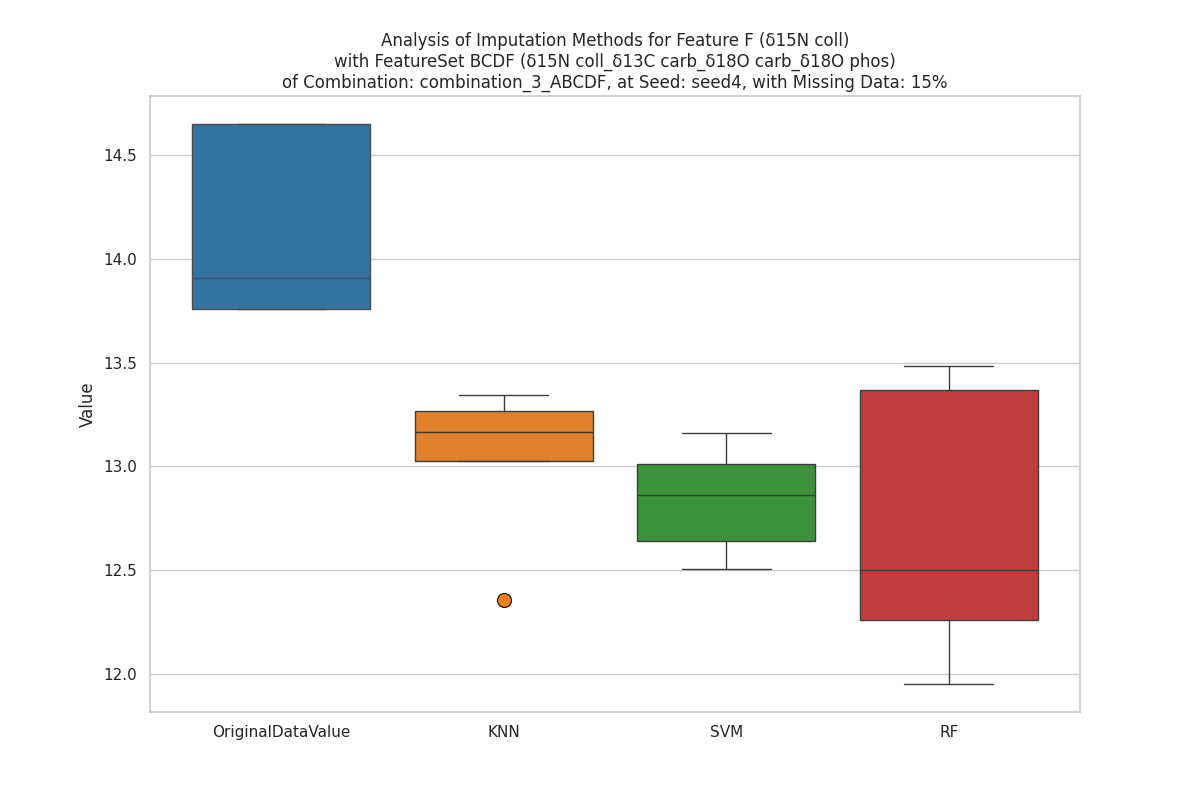 Analysis of Imputation Methods for Feature F (δ15N coll)
with FeatureSet BCDF (δ15N coll_δ13C carb_δ18O carb_δ18O phos)
of Combination: combination_3_ABCDF, at Seed: seed4, with Missing Data: 15%
14.5
14.0
13.5
13.0
12.5
12.0
Value
OriginalDataValue
KNN
SVM
RF